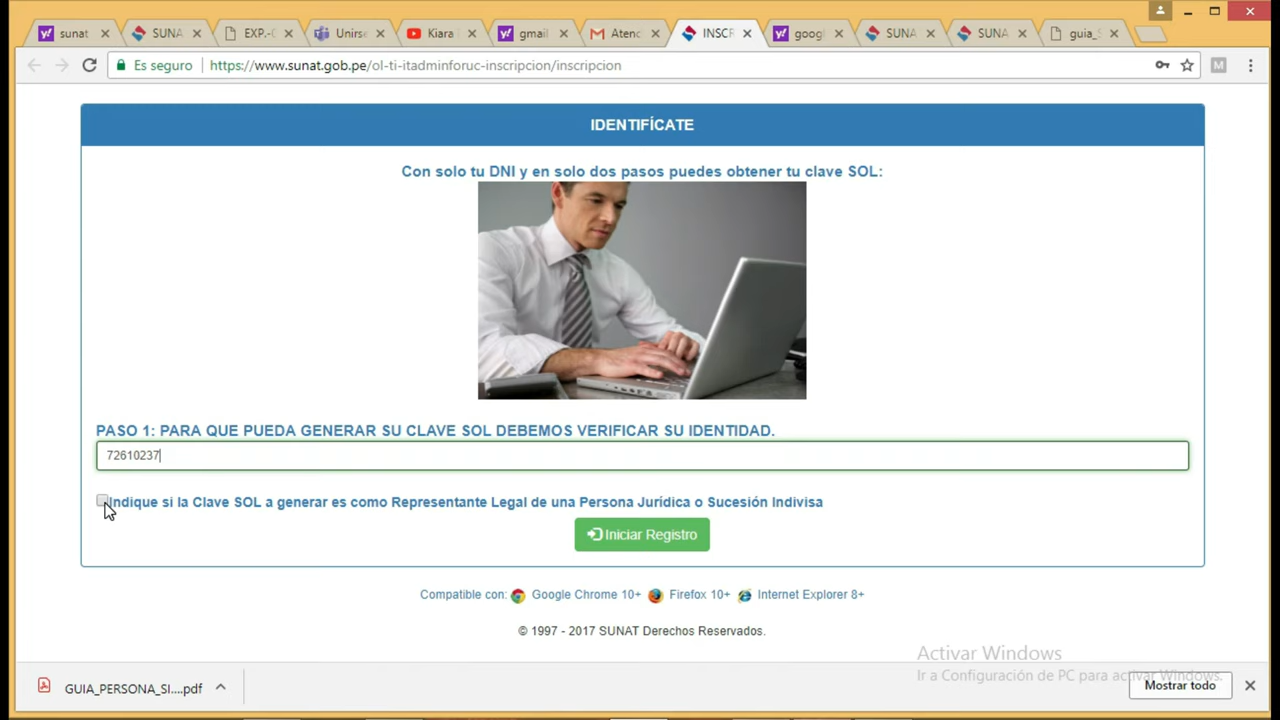 sunat
SUNA
EXP.-
Unirse
Kiara
gmail
Atenc
INSCR
googl
SUNA
SUNA
guia_
Es seguro
https://www.sunat.gob.pe/ol-ti-itadminforuc-inscripcion/inscripcion
M
IDENTIFÍCATE
Con solo tu DNI y en solo dos pasos puedes obtener tu clave SOL:
PASO 1: PARA QUE PUEDA GENERAR SU CLAVE SOL DEBEMOS VERIFICAR SU IDENTIDAD.
72610237
Indique si la Clave SOL a generar es como Representante Legal de una Persona Jurídica o Sucesión Indivisa
Iniciar Registro
Compatible con: Google Chrome 10+ Firefox 10+ Internet Explorer 8+
© 1997 - 2017 SUNAT Derechos Reservados.
Activar Windows
Ir a Configuración de PC para activar Windows.
GUIA_PERSONA_SI....pdf
Mostrar todo